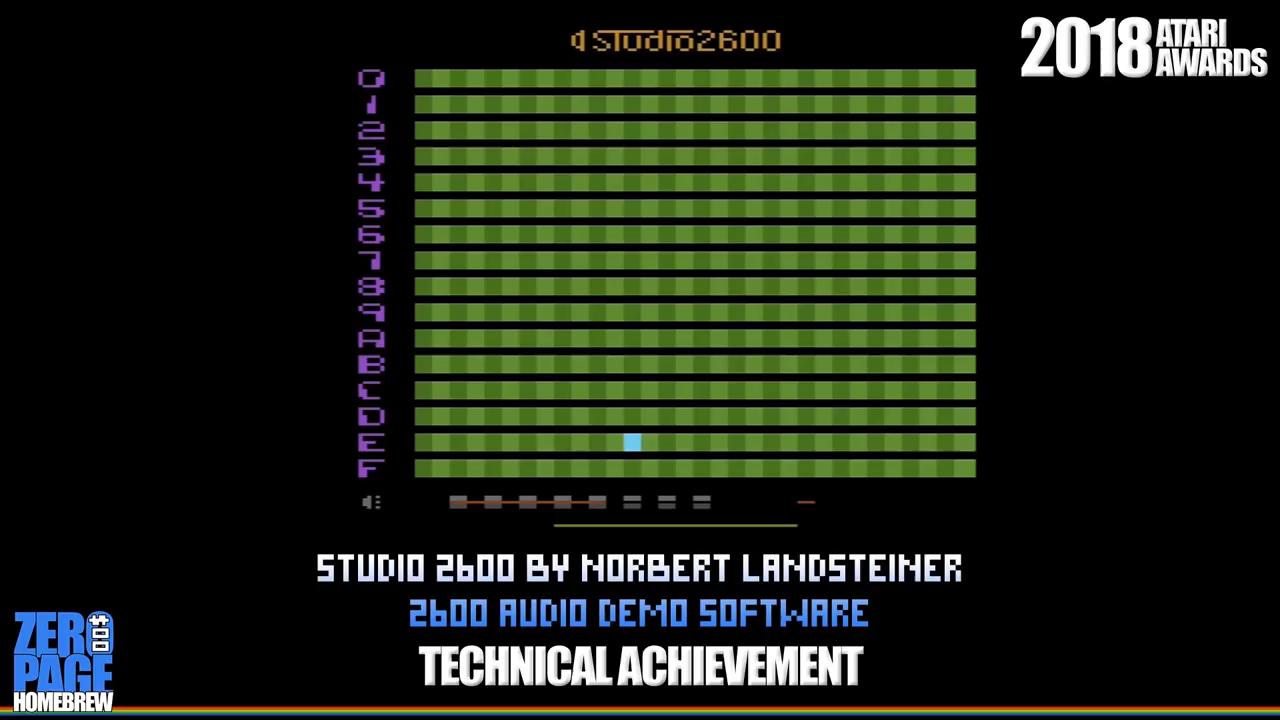 Studio2600
2018 ATARI AWARDS
0
1
2
3
4
5
6
7
8
9
A
B
C
D
E
F
STUDIO 2600 BY NORBERT LANDSTEINER
2600 AUDIO DEMO SOFTWARE
TECHNICAL ACHIEVEMENT
ZERO
PAGE
HOMEBREW